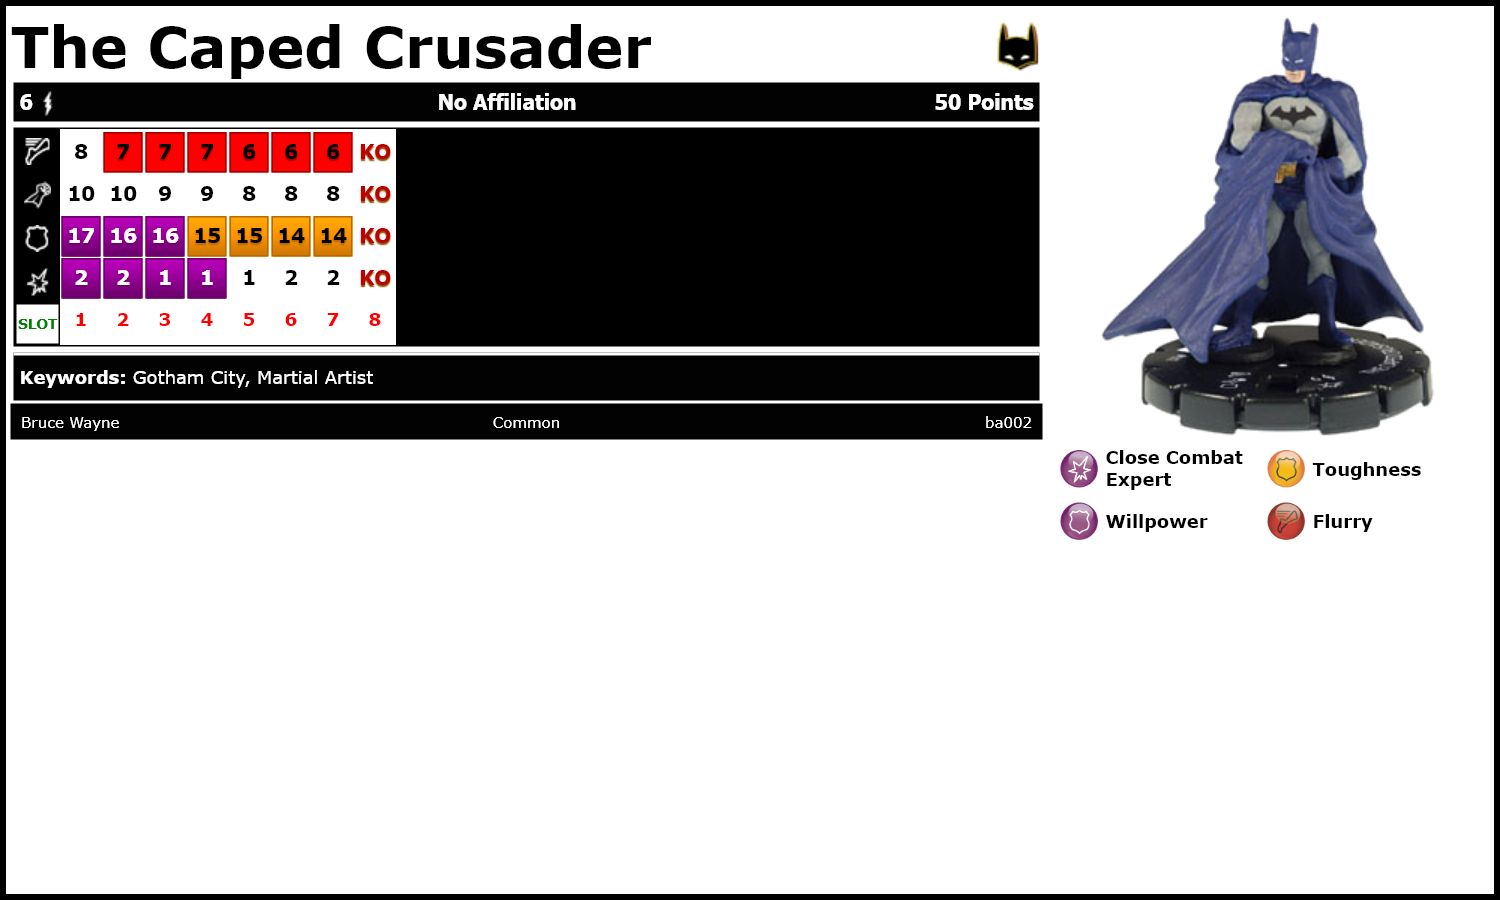 The Caped Crusader
6 No Affiliation 50 Points
8 7 7 7 6 6 6 KO
10 10 9 9 8 8 8 KO
17 16 16 15 15 14 14 KO
2 2 1 1 1 2 2 KO
SLOT 1 2 3 4 5 6 7 8
Keywords: Gotham City, Martial Artist
Bruce Wayne Common ba002
Close Combat
Expert
Toughness
Willpower
Flurry